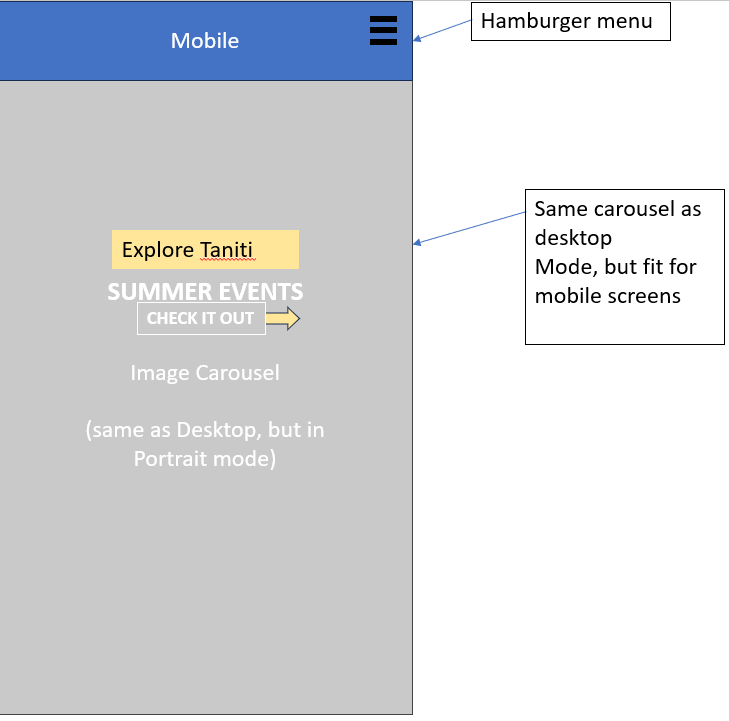 Mobile
Hamburger menu
Same carousel as
desktop
Mode, but fit for
mobile screens
Explore Taniti
SUMMER EVENTS
CHECK IT OUT
Image Carousel
(same as Desktop, but in
Portrait mode)